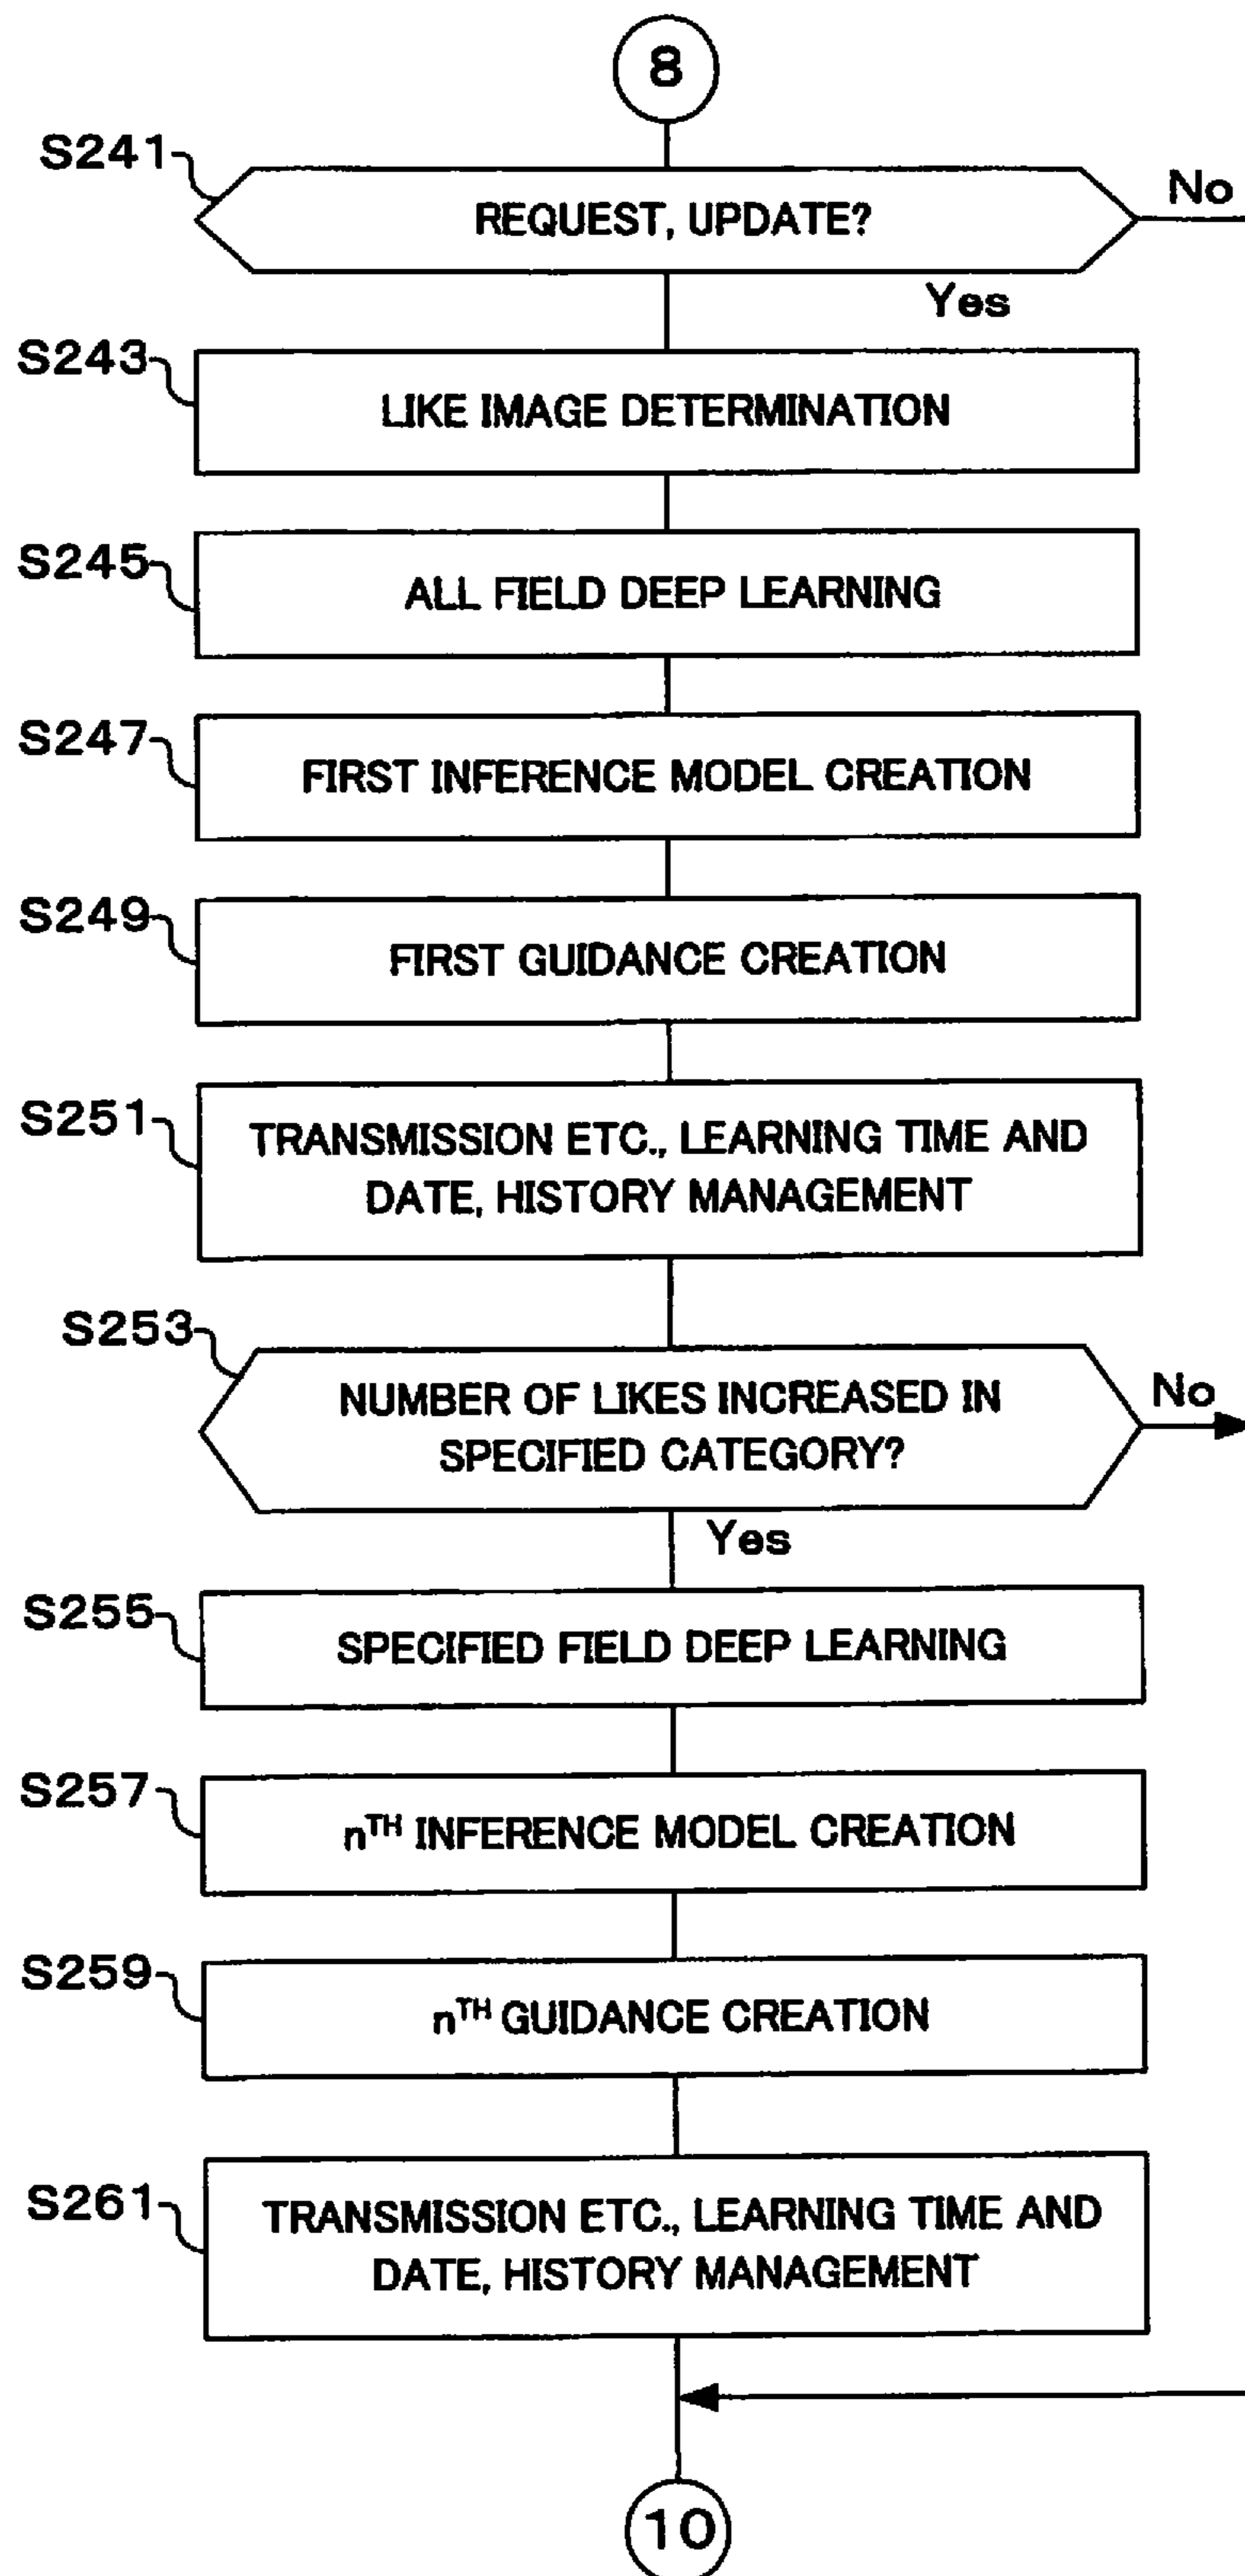 8
S241
REQUEST, UPDATE?
No
Yes
S243
LIKE IMAGE DETERMINATION
S245
ALL FIELD DEEP LEARNING
S247
FIRST INFERENCE MODEL CREATION
S249
FIRST GUIDANCE CREATION
S251
TRANSMISSION ETC., LEARNING TIME AND
DATE, HISTORY MANAGEMENT
S253
NUMBER OF LIKES INCREASED IN
SPECIFIED CATEGORY?
No
Yes
S255
SPECIFIED FIELD DEEP LEARNING
S257
nTH INFERENCE MODEL CREATION
S259
nTH GUIDANCE CREATION
S261
TRANSMISSION ETC., LEARNING TIME AND
DATE, HISTORY MANAGEMENT
10